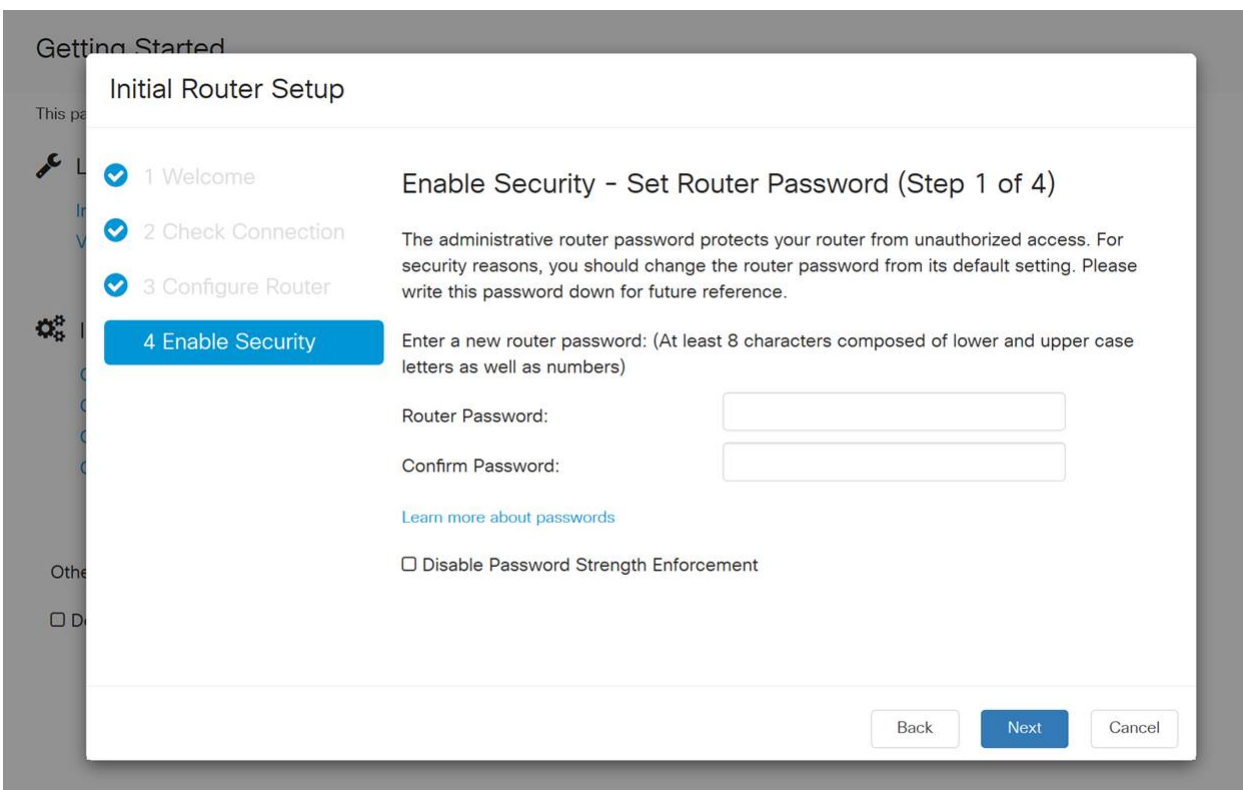 Getting Started
Initial Router Setup
This
1 Welcome
2 Check Connection
3 Configure Router
4 Enable Security
Enable Security - Set Router Password (Step 1 of 4)
The administrative router password protects your router from unauthorized access. For
security reasons, you should change the router password from its default setting. Please
write this password down for future reference.
Enter a new router password: (At least 8 characters composed of lower and upper case
letters as well as numbers)
Router Password:
Confirm Password:
Learn more about passwords
Disable Password Strength Enforcement
Back
Next
Cancel